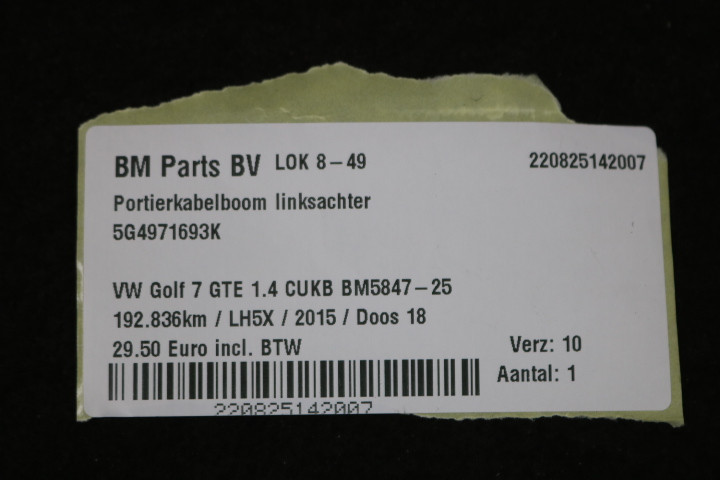 BM Parts BV LOK 8-49 220825142007
Portierkabelboom linksachter
5G4971693K
VW Golf 7 GTE 1.4 CUKB BM5847-25
192.836km / LH5X / 2015 / Doos 18
29.50 Euro incl. BTW Verz: 10
Aantal: 1
220825142007